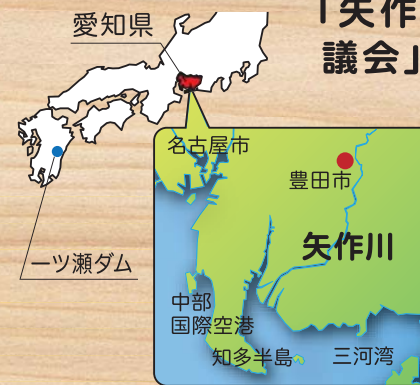 愛知県
「矢作
議会」
名古屋市
豊田市
一ツ瀬ダム
矢作川
中部
国際空港
知多半島
三河湾